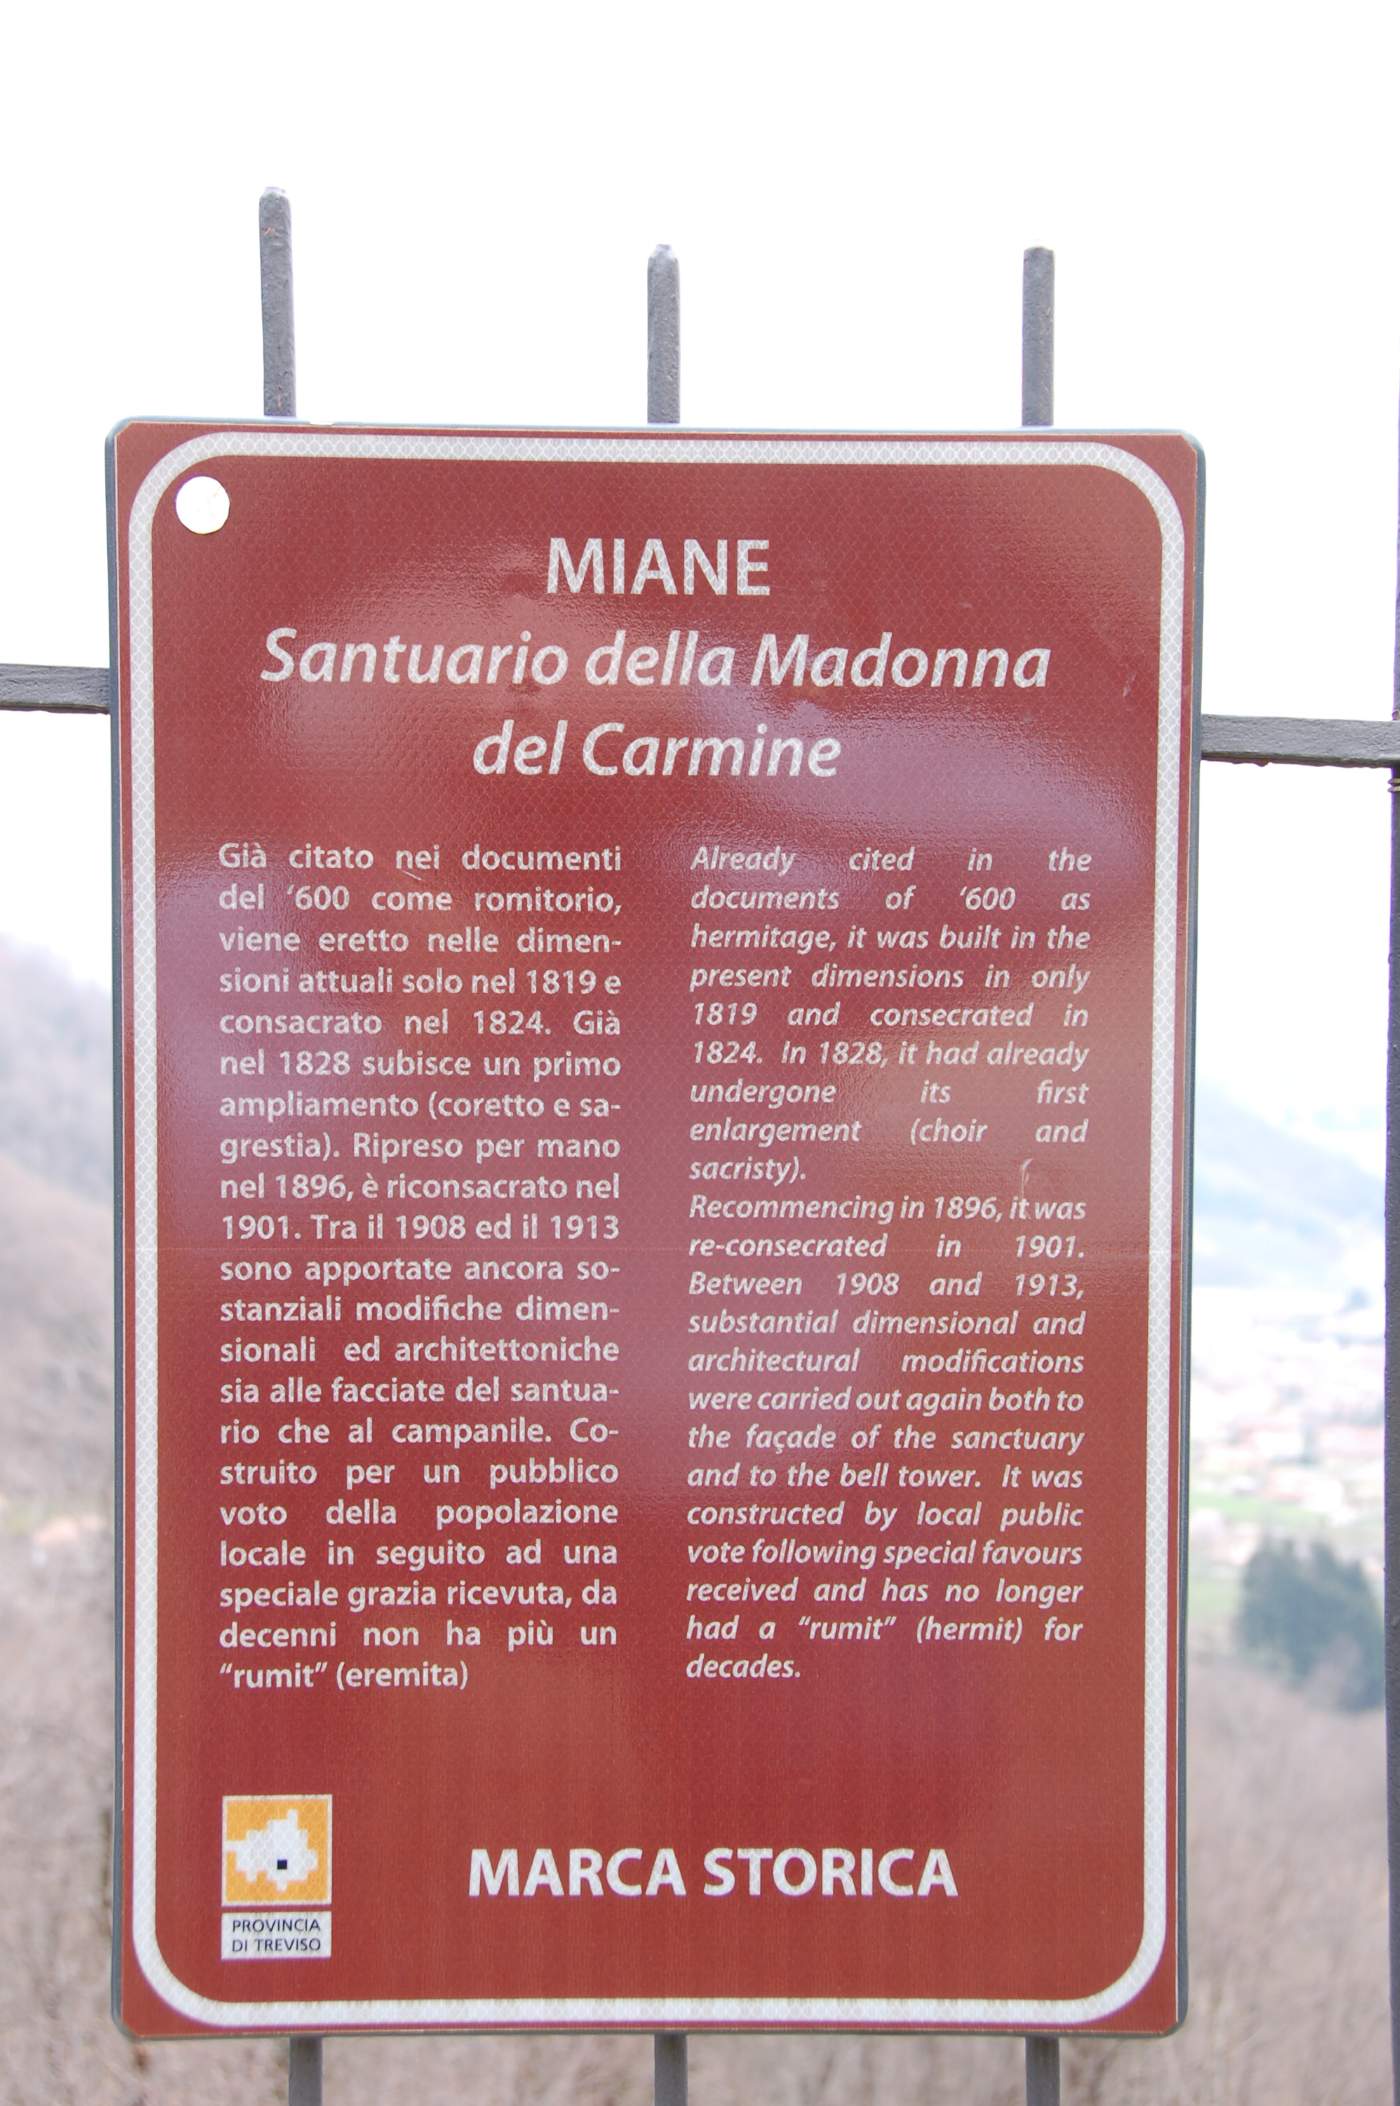 MIANE
Santuario della Madonna
del Carmine
Già citato nei documenti
del ‘600 come romitorio,
viene eretto nelle dimen-
sioni attuali solo nel 1819 e
consacrato nel 1824. Già
nel 1828 subisce un primo
ampliamento (coretto e sa-
grestia). Ripreso per mano
nel 1896, è riconsacrato nel
1901. Tra il 1908 ed il 1913
sono apportate ancora so-
stanziali modifiche dimen-
sionali ed architettoniche
sia alle facciate del santua-
rio che al campanile. Co-
struito per un pubblico
voto della popolazione
locale in seguito ad una
speciale grazia ricevuta, da
decenni non ha più un
“rumit” (eremita)
Already cited in the
documents of ‘600 as
hermitage, it was built in the
present dimensions in only
1819 and consecrated in
1824. In 1828, it had already
undergone its first
enlargement (choir and
sacristy).
Recommencing in 1896, it was
re-consecrated in 1901.
Between 1908 and 1913,
substantial dimensional and
architectural modifications
were carried out again both to
the façade of the sanctuary
and to the bell tower. It was
constructed by local public
vote following special favours
received and has no longer
had a “rumit” (hermit) for
decades.
MARCA STORICA
PROVINCIA
DI TREVISO